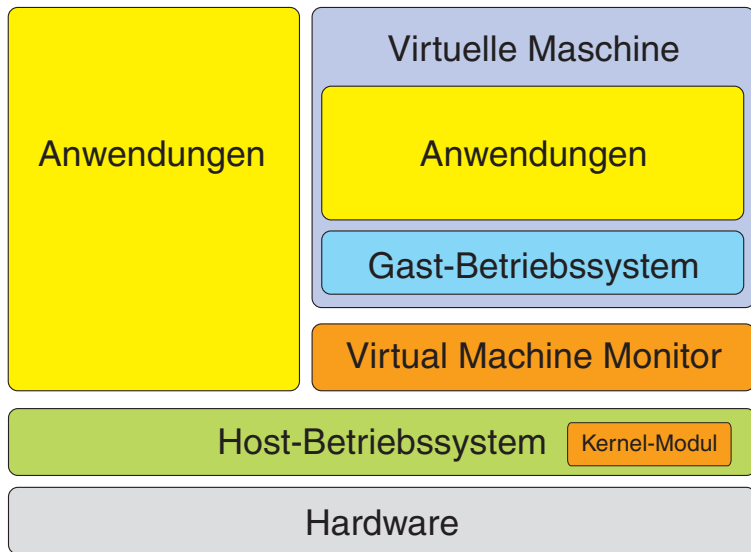 Virtuelle Maschine
Anwendungen
Anwendungen
Gast-Betriebssystem
Virtual Machine Monitor
Host-Betriebssystem
Kernel-Modul
Hardware